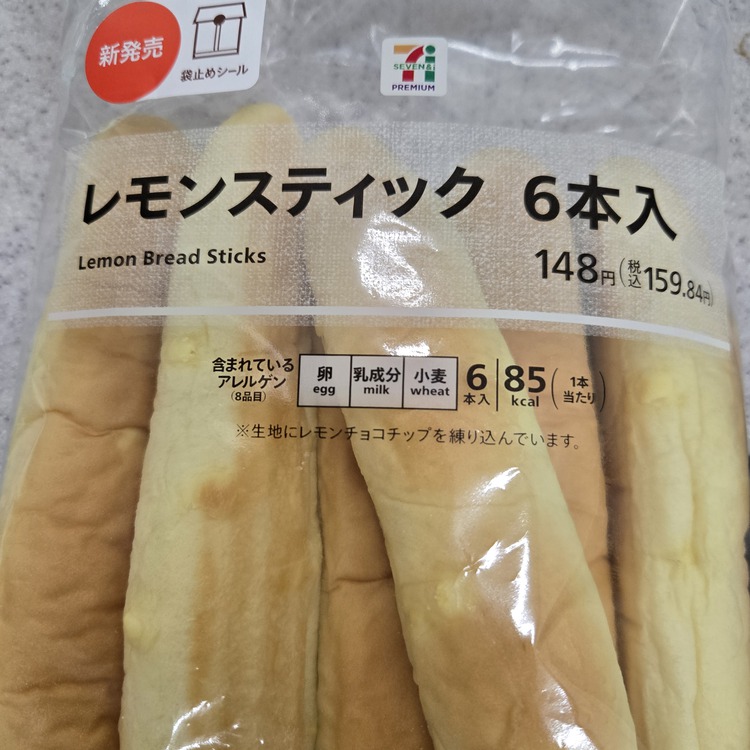 新発売
袋止めシール
7i
SEVEN&i
PREMIUM
レモンスティック 6本入
Lemon Bread Sticks
148円(税込159.84円)
含まれている
アレルゲン
(8品目)
卵 egg
乳成分 milk
小麦 wheat
6本入
85kcal
(1本当たり)
※生地にレモンチョコチップを練り込んでいます。